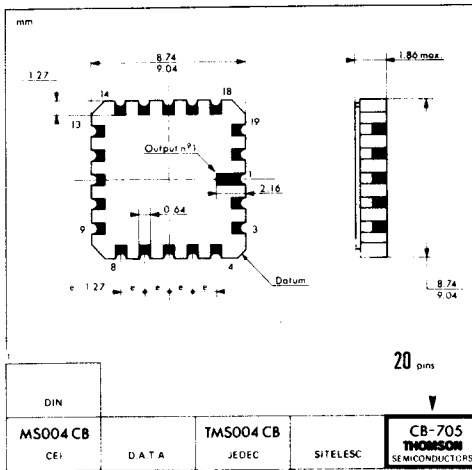 mm
8.74
9.04
1.86 max.
1.27
14
18
13
19
Output nº1
1
2.16
0.64
9
3
8
4
Datum
e 1.27 e e e e
8.74
9.04
20 pins
DIN
MS004 CB
CEI
D.A.T.A
TMS004 CB
JEDEC
SITELESC
CB-705
THOMSON
SEMICONDUCTORS